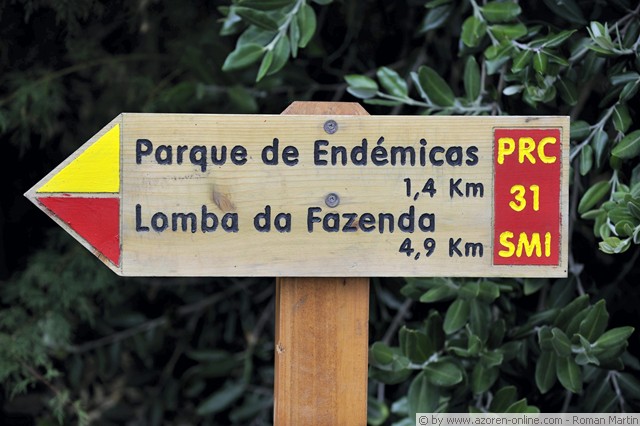 Parque de Endémicas
1,4 Km
Lomba da Fazenda
4,9 Km
PRC
31
SMI
© by www.azoren-online.com - Roman Martin